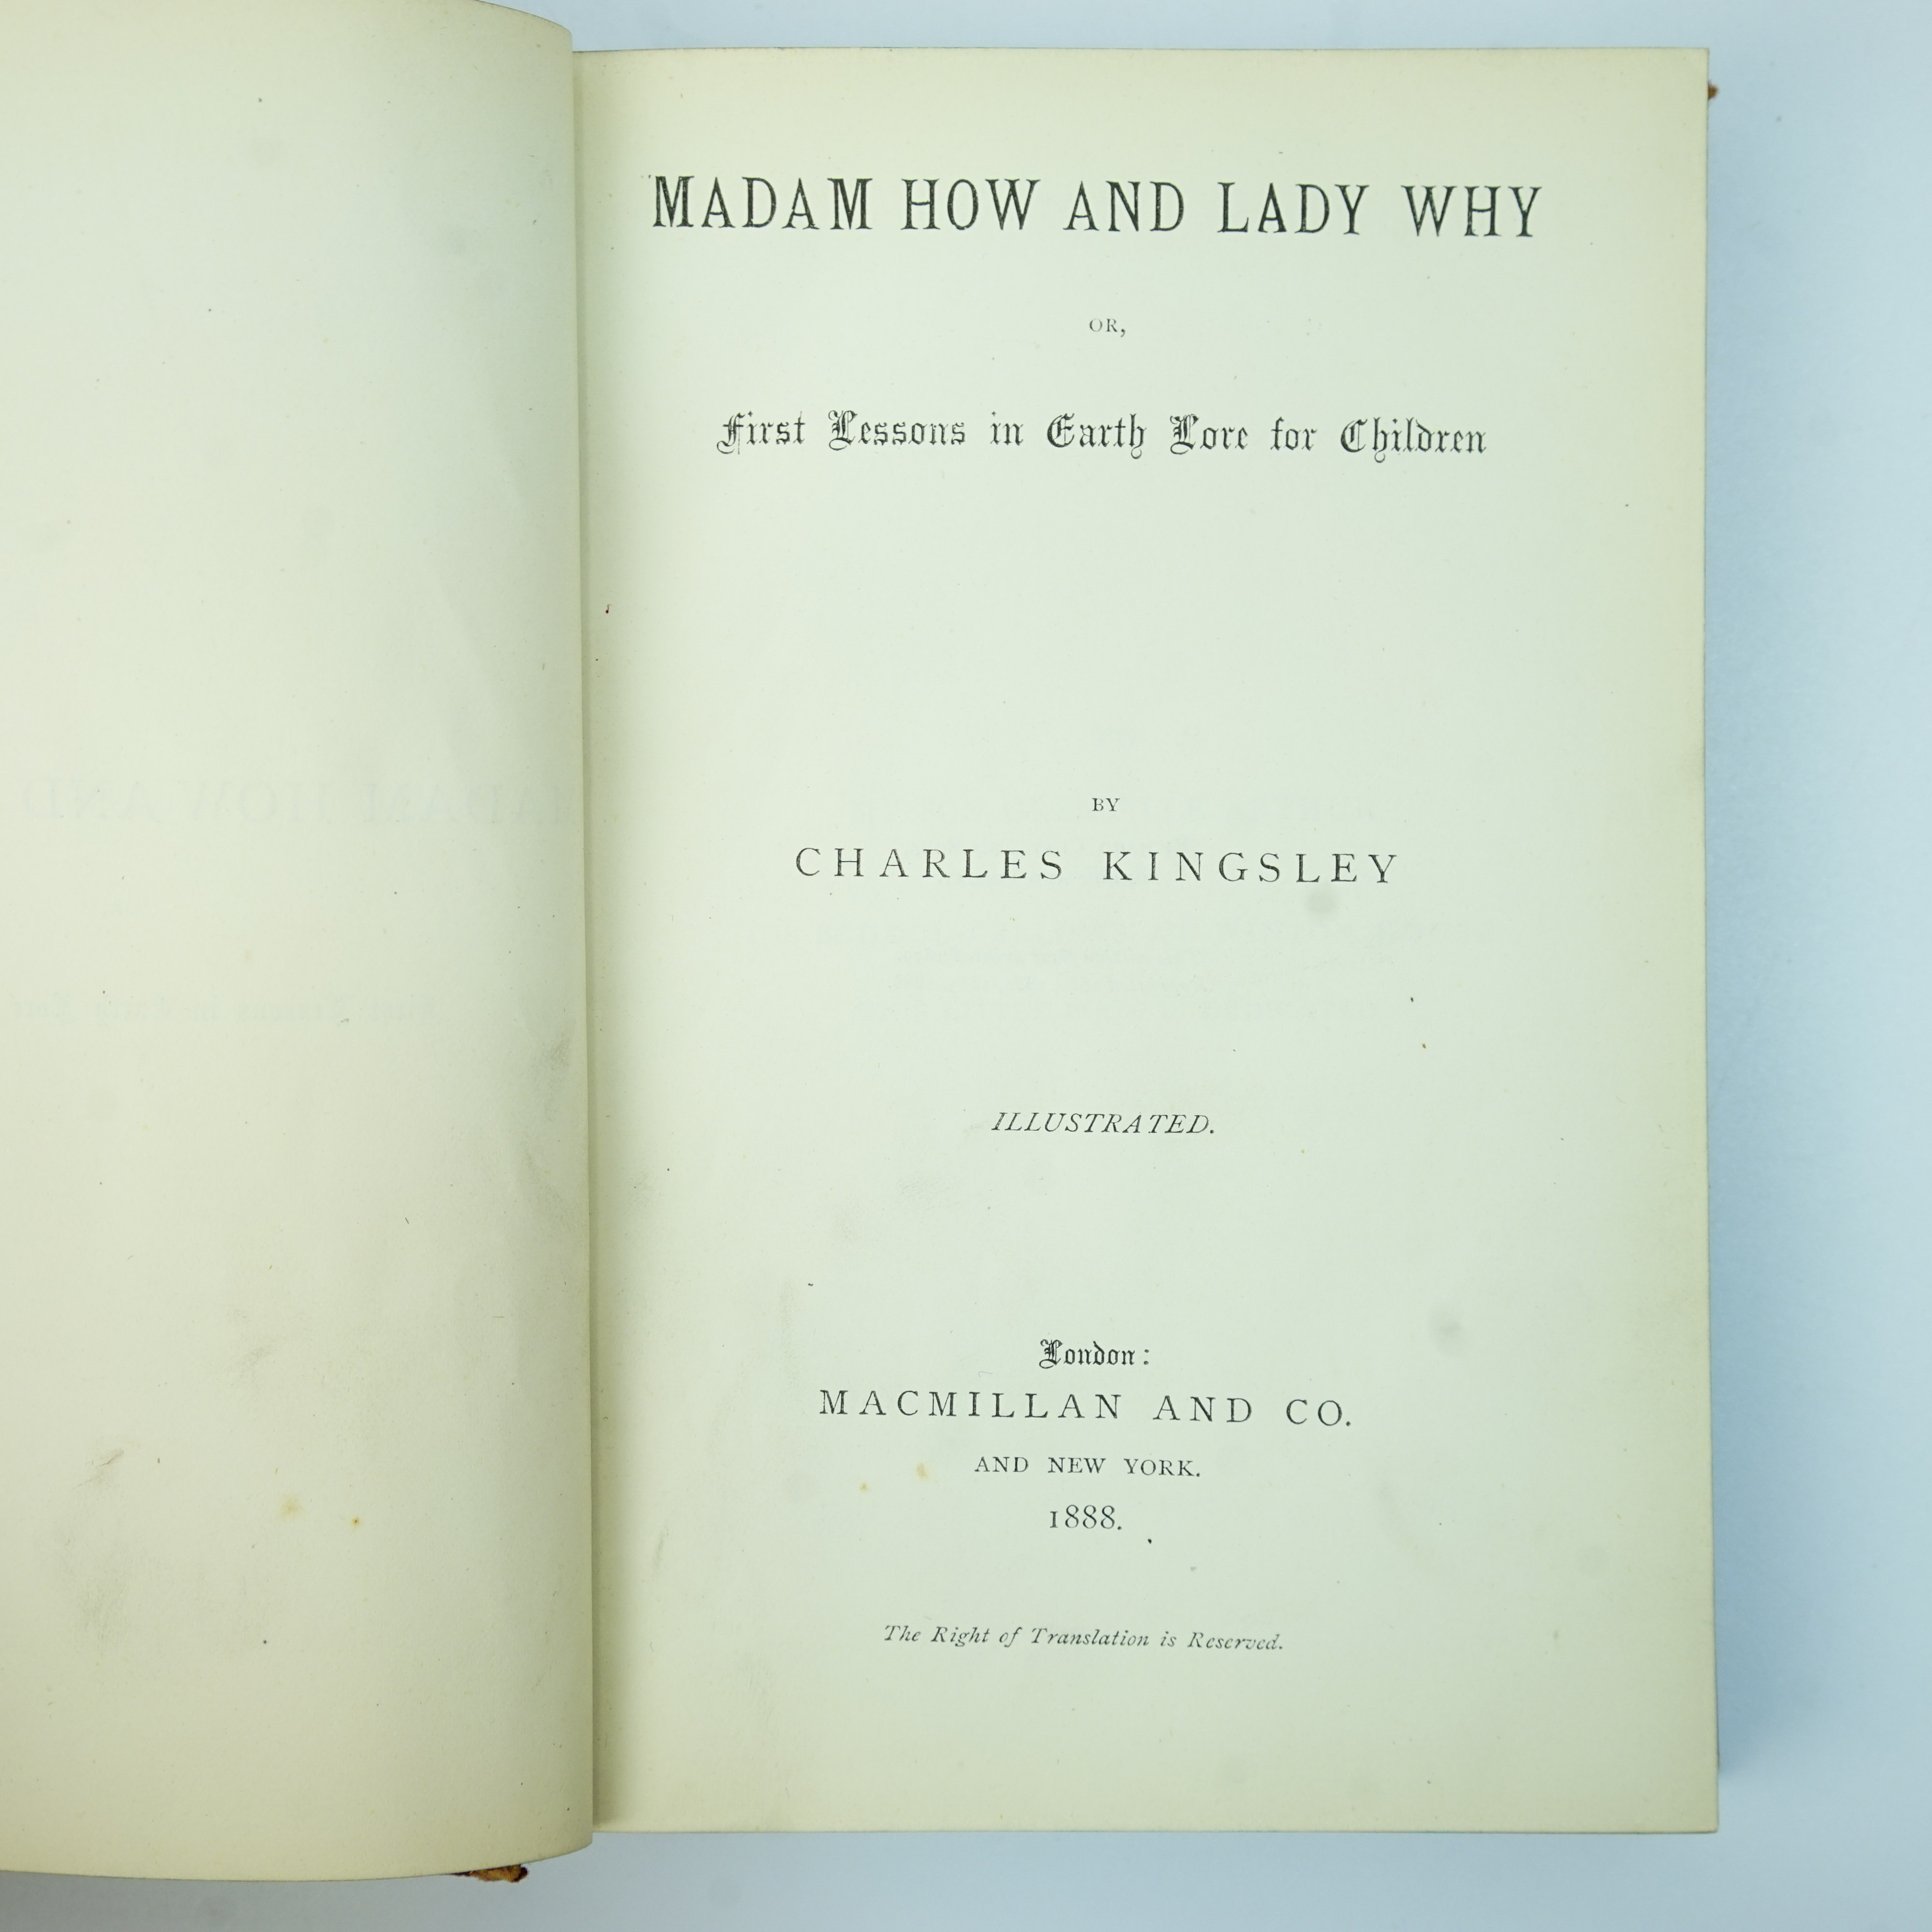 MADAM HOW AND LADY WHY
OR,
First Lessons in Earth Lore for Children
BY
CHARLES KINGSLEY
ILLUSTRATED.
London:
MACMILLAN AND CO.
AND NEW YORK.
1888.
The Right of Translation is Reserved.